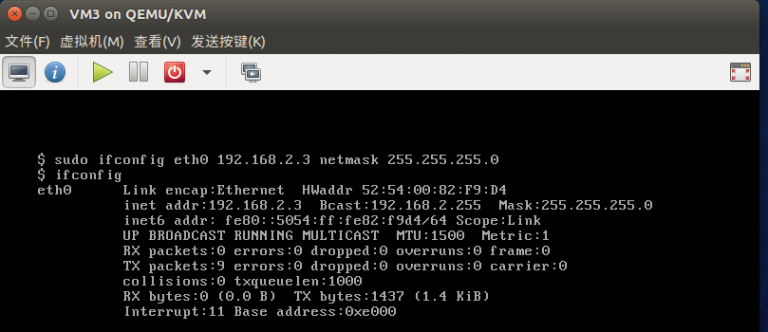 VM3 on QEMU/KVM
文件(F) 虚拟机(M) 查看(V) 发送按键(K)
$ sudo ifconfig eth0 192.168.2.3 netmask 255.255.255.0
$ ifconfig
eth0 Link encap:Ethernet HWaddr 52:54:00:82:F9:D4
inet addr:192.168.2.3 Bcast:192.168.2.255 Mask:255.255.255.0
inet6 addr: fe80::5054:ff:fe82:f9d4/64 Scope:Link
UP BROADCAST RUNNING MULTICAST MTU:1500 Metric:1
RX packets:0 errors:0 dropped:0 overruns:0 frame:0
TX packets:9 errors:0 dropped:0 overruns:0 carrier:0
collisions:0 txqueuelen:1000
RX bytes:0 (0.0 B) TX bytes:1437 (1.4 KiB)
Interrupt:11 Base address:0xe000